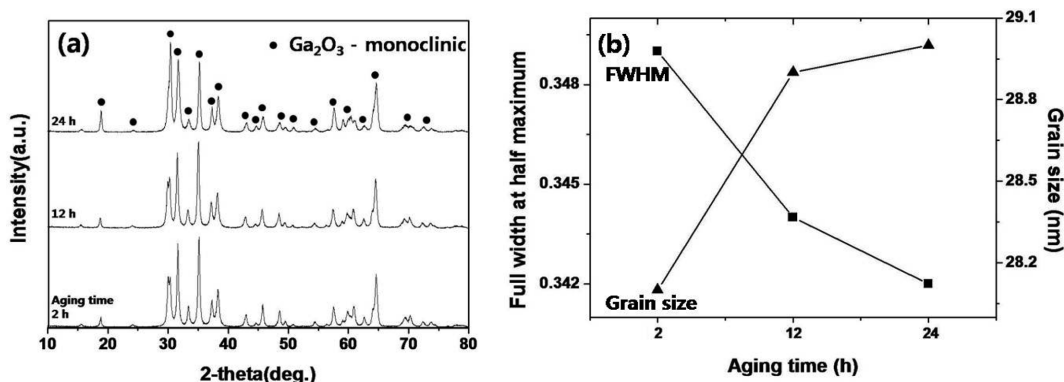 (a)
● Ga₂O₃ - monoclinic
24 h
12 h
Aging time
2 h
Intensity(a.u.)
10 20 30 40 50 60 70 80
2-theta(deg.)
(b)
FWHM
Grain size
Full width at half maximum
0.348
0.345
0.342
29.1
28.8
28.5
28.2
Grain size (nm)
2 12 24
Aging time (h)